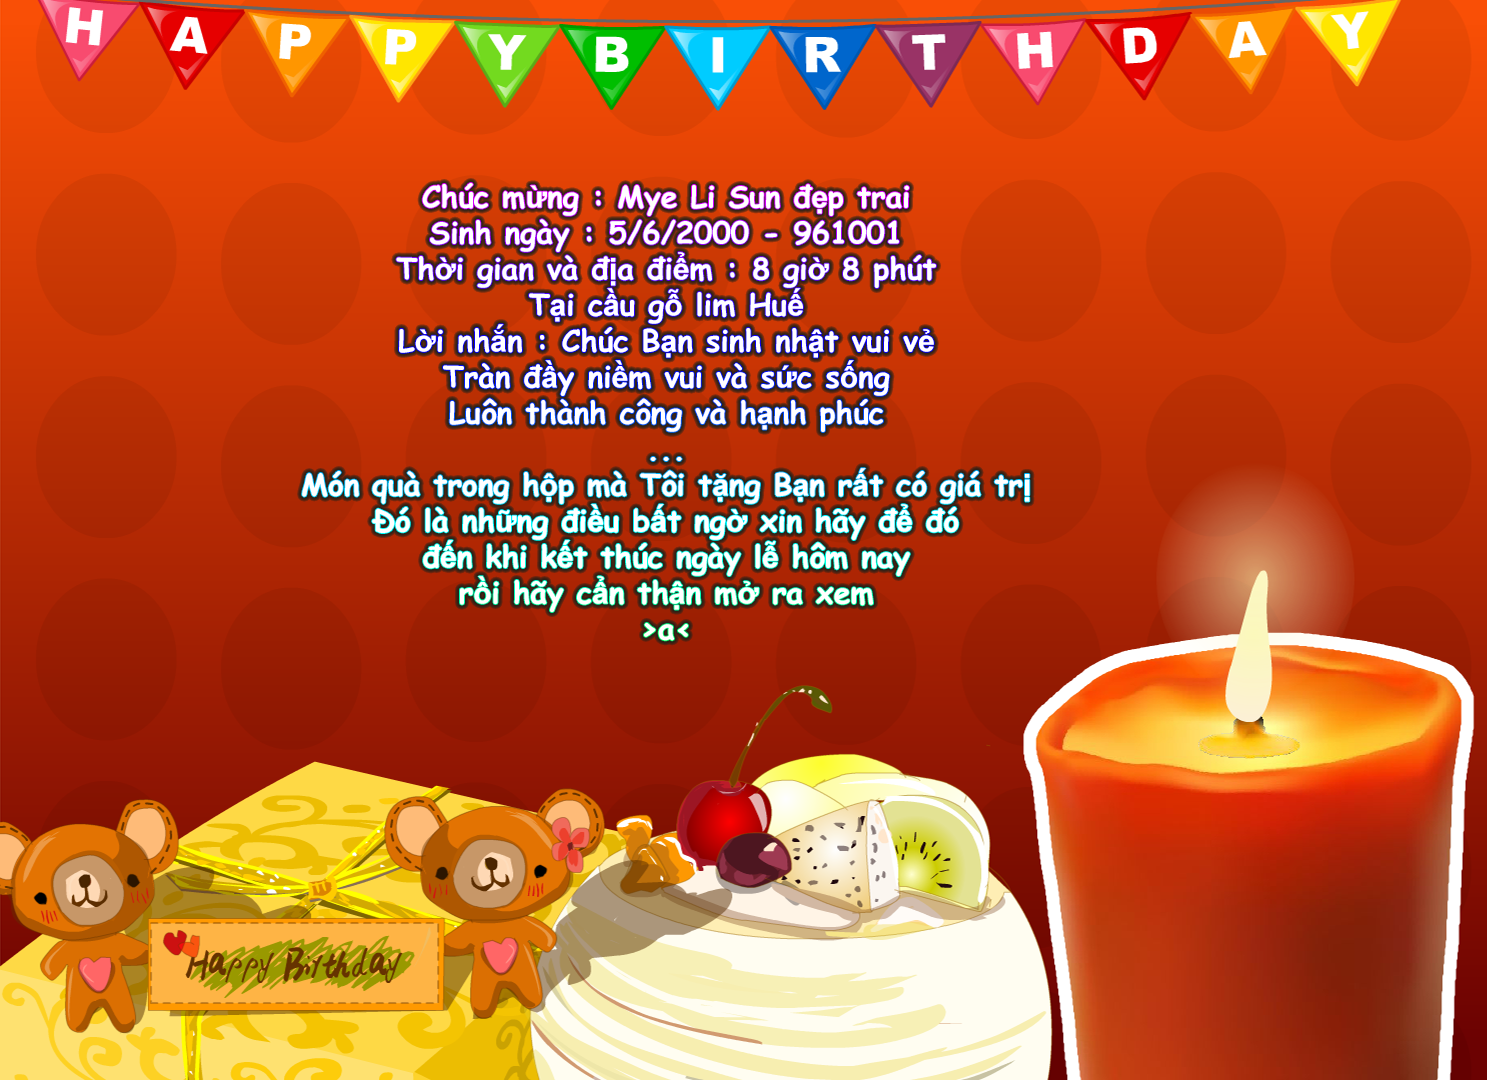 HAPPY BIRTHDAY
Chúc mừng : Mye Li Sun đẹp trai
Sinh ngày : 5/6/2000 - 961001
Thời gian và địa điểm : 8 giờ 8 phút
Tại cầu gỗ lim Huế
Lời nhắn : Chúc Bạn sinh nhật vui vẻ
Tràn đầy niềm vui và sức sống
Luôn thành công và hạnh phúc
...
Món quà trong hộp mà Tôi tặng Bạn rất có giá trị
Đó là những điều bất ngờ xin hãy để đó
đến khi kết thúc ngày lễ hôm nay
rồi hãy cẩn thận mở ra xem
>a<
Happy Birthday